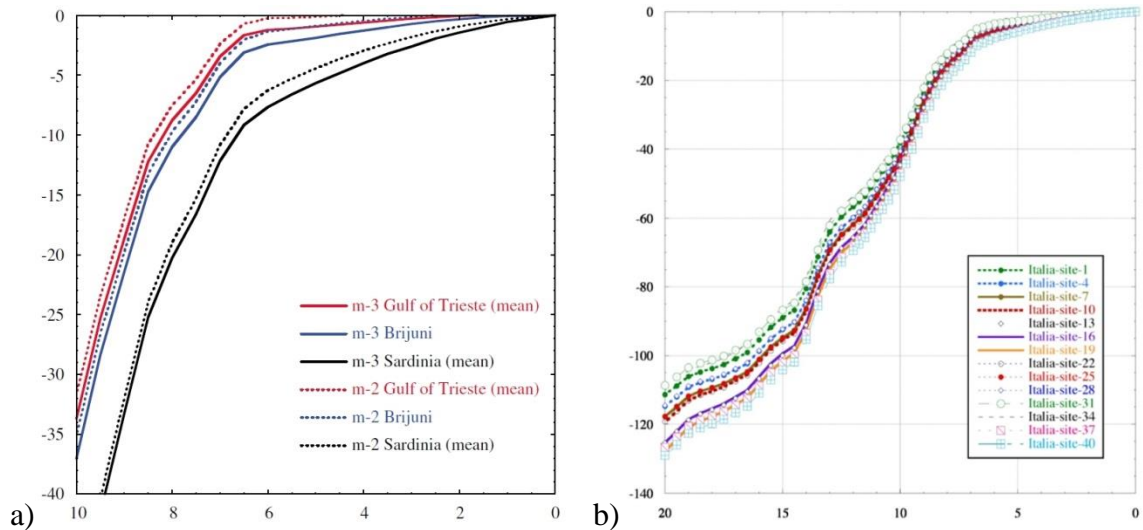 0
-5
-10
-15
-20
-25
-30
-35
-40
10 8 6 4 2 0
m-3 Gulf of Trieste (mean)
m-3 Brijuni
m-3 Sardinia (mean)
m-2 Gulf of Trieste (mean)
m-2 Brijuni
m-2 Sardinia (mean)
a)
0
-20
-40
-60
-80
-100
-120
-140
20 15 10 5 0
Italia-site-1
Italia-site-4
Italia-site-7
Italia-site-10
Italia-site-13
Italia-site-16
Italia-site-19
Italia-site-22
Italia-site-25
Italia-site-28
Italia-site-31
Italia-site-34
Italia-site-37
Italia-site-40
b)